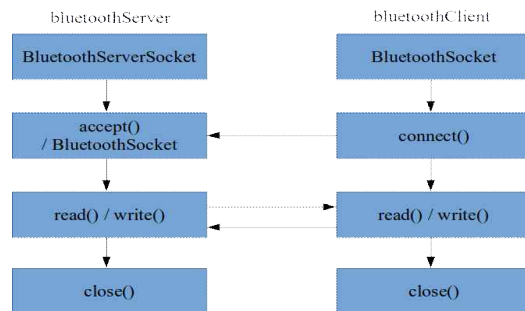 bluetoothServer
bluetoothClient
BluetoothServerSocket
BluetoothSocket
accept()
/ BluetoothSocket
connect()
read() / write()
read() / write()
close()
close()